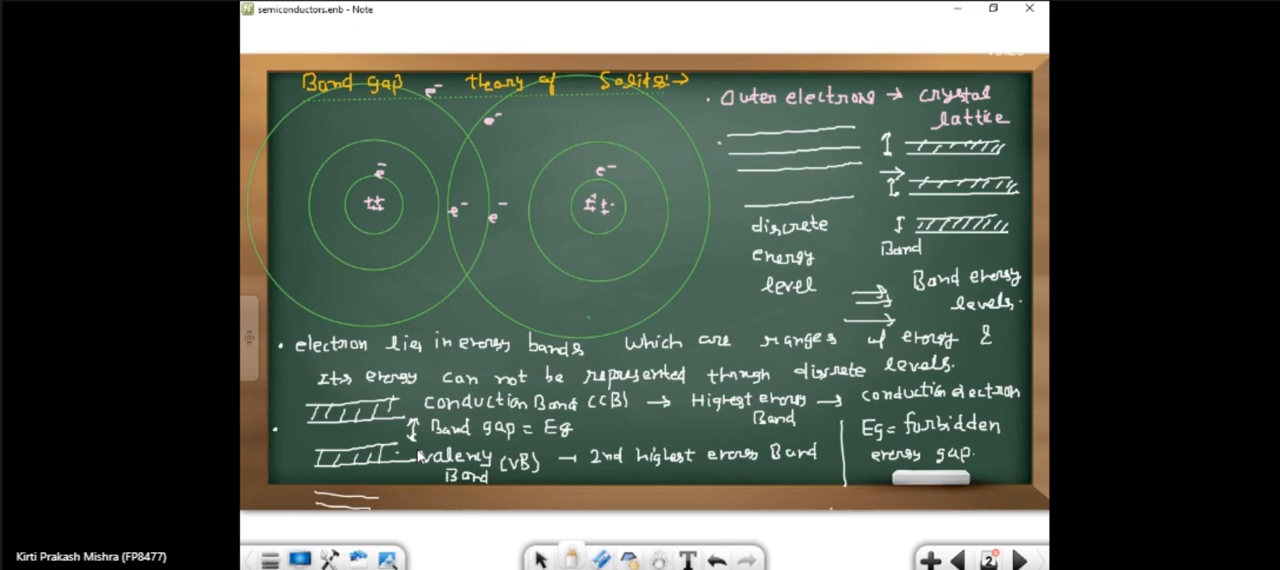 semiconductors.enb - Note
Band gap theory of Solids →
e⁻
e⁻
e⁻
e⁻
e⁻ e⁻
++
++
. Outer electrons → crystal
lattice
discrete
energy
level
Band
Band energy
levels.
. electron lies in energy bands which are ranges of energy &
Its energy can not be represented through discrete levels.
Conduction Band (CB) → Highest energy → conduction electron
Band
Band gap = Eg
valency (VB) → 2nd highest energy Band
Band
Eg = forbidden
energy gap.
Kirti Prakash Mishra (FP8477)
T
2